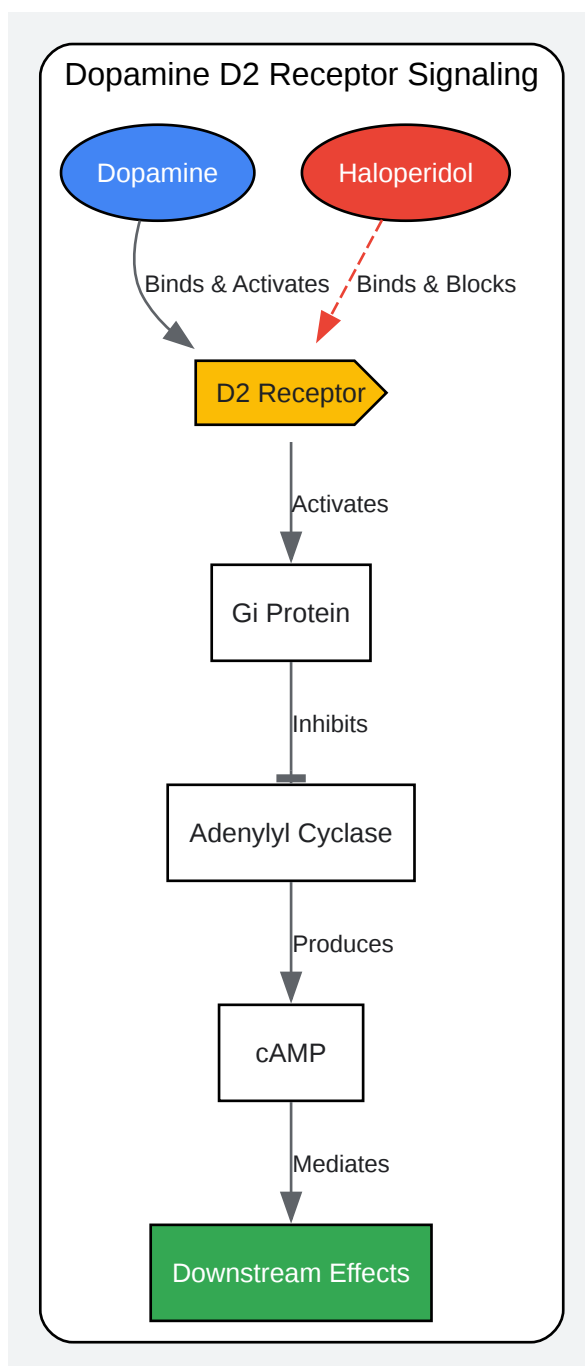 Dopamine D2 Receptor Signaling
Dopamine
Haloperidol
Binds & Activates
Binds & Blocks
D2 Receptor
Activates
Gi Protein
Inhibits
Adenylyl Cyclase
Produces
cAMP
Mediates
Downstream Effects